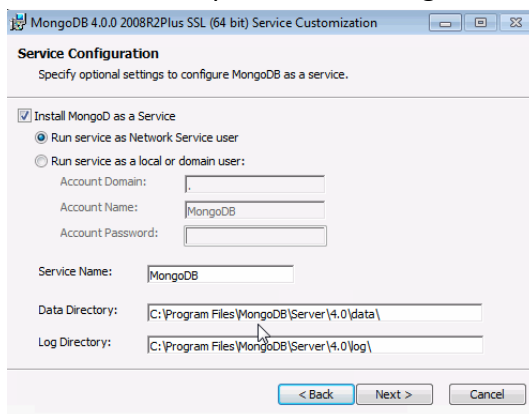 MongoDB 4.0.0 2008R2Plus SSL (64 bit) Service Customization
Service Configuration
Specify optional settings to configure MongoDB as a service.
Install MongoD as a Service
Run service as Network Service user
Run service as a local or domain user:
Account Domain: .
Account Name: MongoDB
Account Password:
Service Name: MongoDB
Data Directory: C:\Program Files\MongoDB\Server\4.0\data\
Log Directory: C:\Program Files\MongoDB\Server\4.0\log\
< Back Next > Cancel